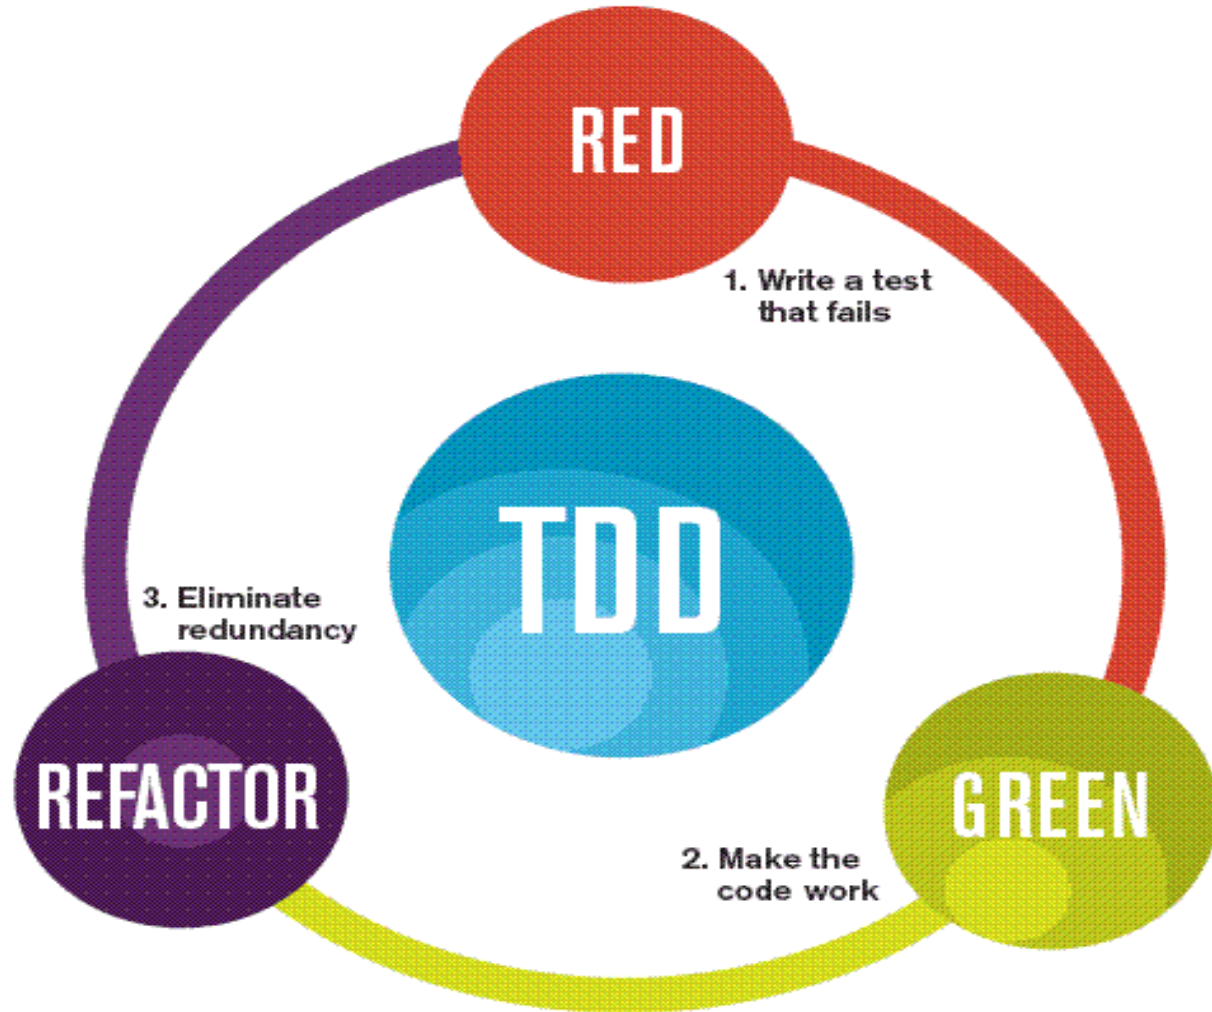 RED
1. Write a test
that fails
TDD
3. Eliminate
redundancy
REFACTOR
GREEN
2. Make the
code work